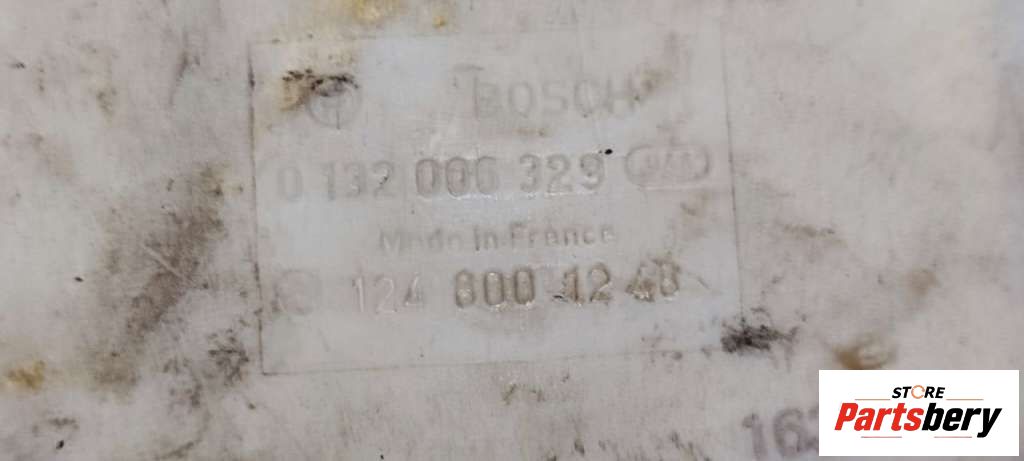 BOSCH
0 132 006 329
Made in France
124 800 12 48
STORE
Partsbery